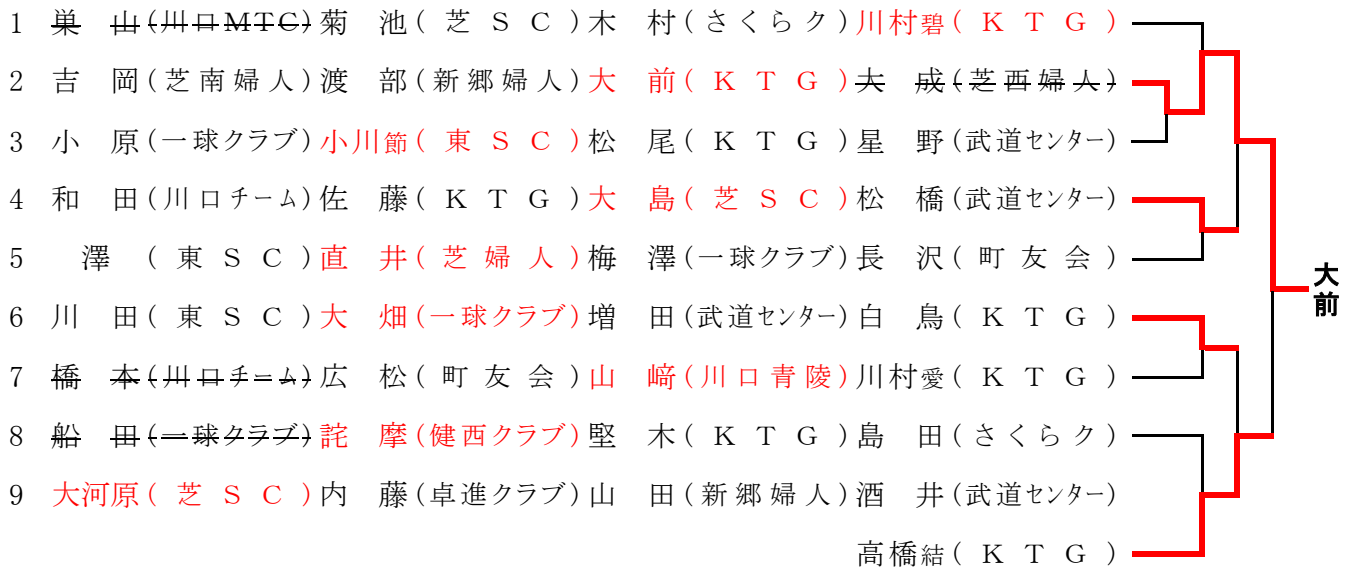 1 巣 山(川口MTC) 菊 池(芝SC) 木 村(さくらク) 川村碧(KTG)
2 吉 岡(芝南婦人) 渡 部(新郷婦人) 大 前(KTG) 大 成(芝西婦人)
3 小 原(一球クラブ) 小川節(東SC) 松 尾(KTG) 星 野(武道センター)
4 和 田(川口チーム) 佐 藤(KTG) 大 島(芝SC) 松 橋(武道センター)
5 澤 (東SC) 直 井(芝婦人) 梅 澤(一球クラブ) 長 沢(町友会)
大前
6 川 田(東SC) 大 畑(一球クラブ) 増 田(武道センター) 白 鳥(KTG)
7 橋 本(川口チーム) 広 松(町友会) 山 﨑(川口青陵) 川村愛(KTG)
8 船 田(一球クラブ) 詫 摩(健西クラブ) 堅 木(KTG) 島 田(さくらク)
9 大河原(芝SC) 内 藤(卓進クラブ) 山 田(新郷婦人) 酒 井(武道センター)
高橋結(KTG)